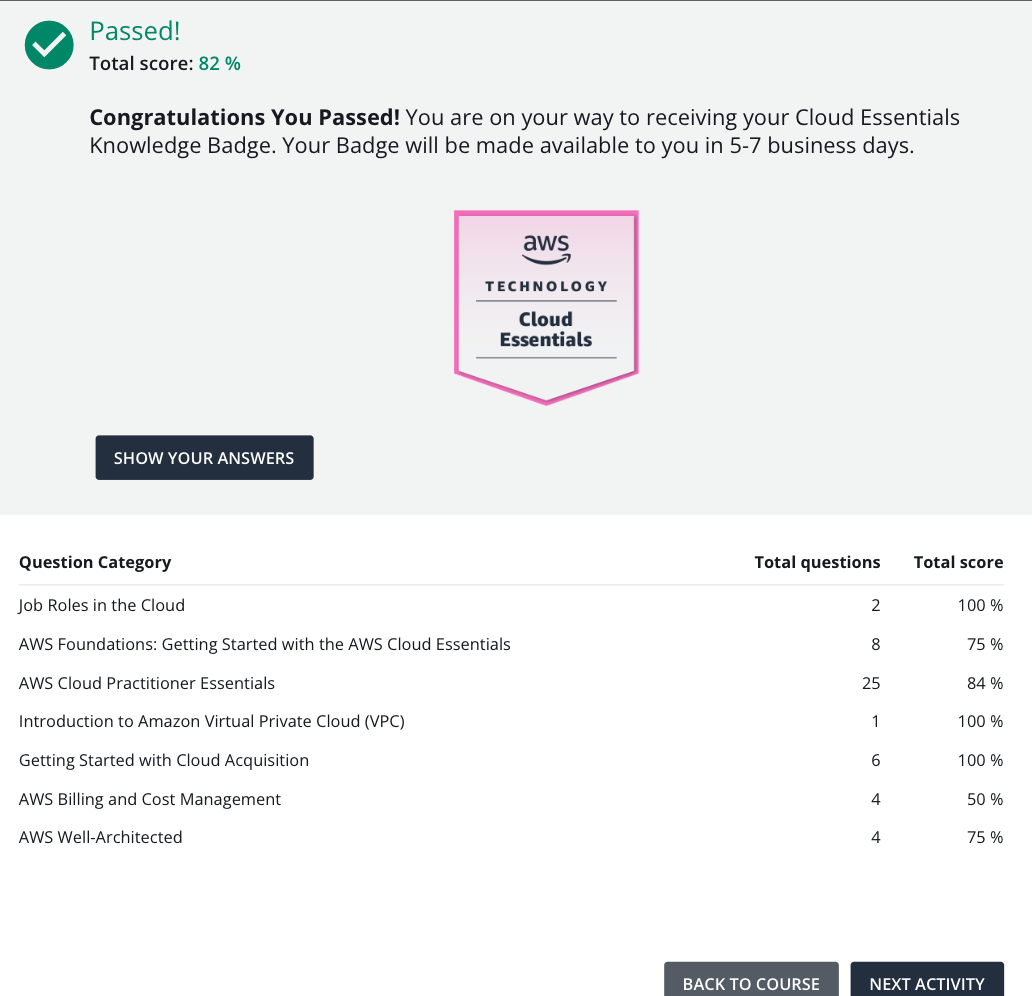 Passed!
Total score: 82 %
Congratulations You Passed! You are on your way to receiving your Cloud Essentials
Knowledge Badge. Your Badge will be made available to you in 5-7 business days.
aws
TECHNOLOGY
Cloud
Essentials
SHOW YOUR ANSWERS
Question Category Total questions Total score
Job Roles in the Cloud 2 100 %
AWS Foundations: Getting Started with the AWS Cloud Essentials 8 75 %
AWS Cloud Practitioner Essentials 25 84 %
Introduction to Amazon Virtual Private Cloud (VPC) 1 100 %
Getting Started with Cloud Acquisition 6 100 %
AWS Billing and Cost Management 4 50 %
AWS Well-Architected 4 75 %
BACK TO COURSE NEXT ACTIVITY